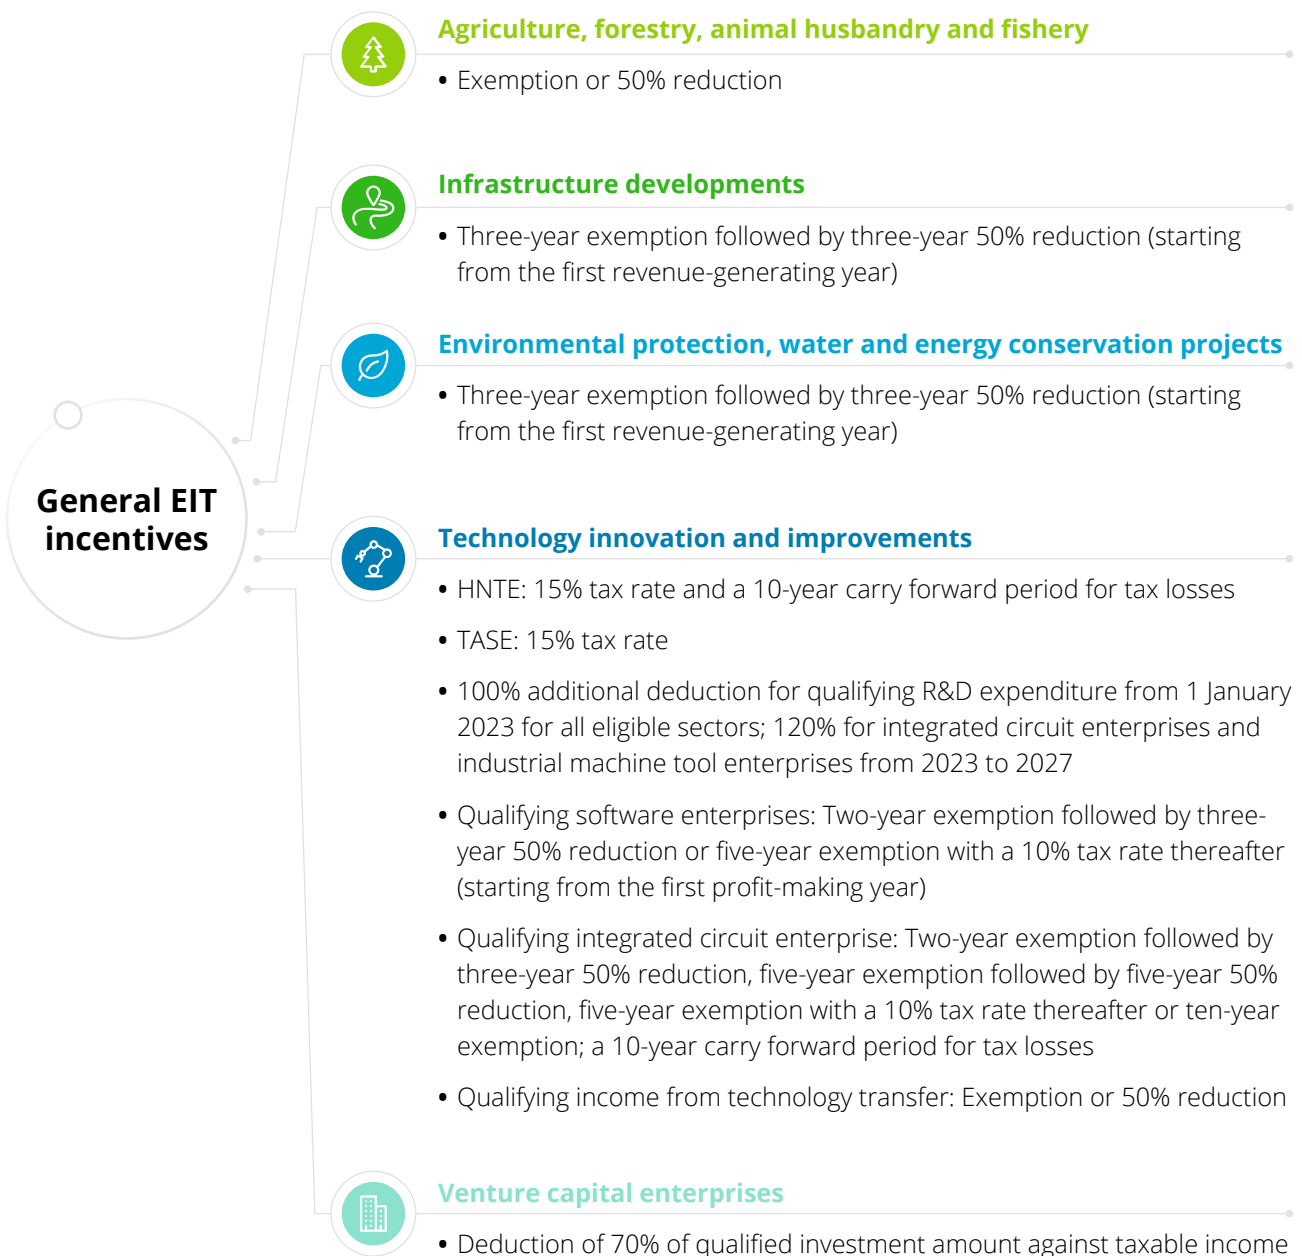 Agriculture, forestry, animal husbandry and fishery
• Exemption or 50% reduction
Infrastructure developments
• Three-year exemption followed by three-year 50% reduction (starting
from the first revenue-generating year)
Environmental protection, water and energy conservation projects
• Three-year exemption followed by three-year 50% reduction (starting
from the first revenue-generating year)
General EIT
incentives
Technology innovation and improvements
• HNTE: 15% tax rate and a 10-year carry forward period for tax losses
• TASE: 15% tax rate
• 100% additional deduction for qualifying R&D expenditure from 1 January
2023 for all eligible sectors; 120% for integrated circuit enterprises and
industrial machine tool enterprises from 2023 to 2027
• Qualifying software enterprises: Two-year exemption followed by three-
year 50% reduction or five-year exemption with a 10% tax rate thereafter
(starting from the first profit-making year)
• Qualifying integrated circuit enterprise: Two-year exemption followed by
three-year 50% reduction, five-year exemption followed by five-year 50%
reduction, five-year exemption with a 10% tax rate thereafter or ten-year
exemption; a 10-year carry forward period for tax losses
• Qualifying income from technology transfer: Exemption or 50% reduction
Venture capital enterprises
• Deduction of 70% of qualified investment amount against taxable income